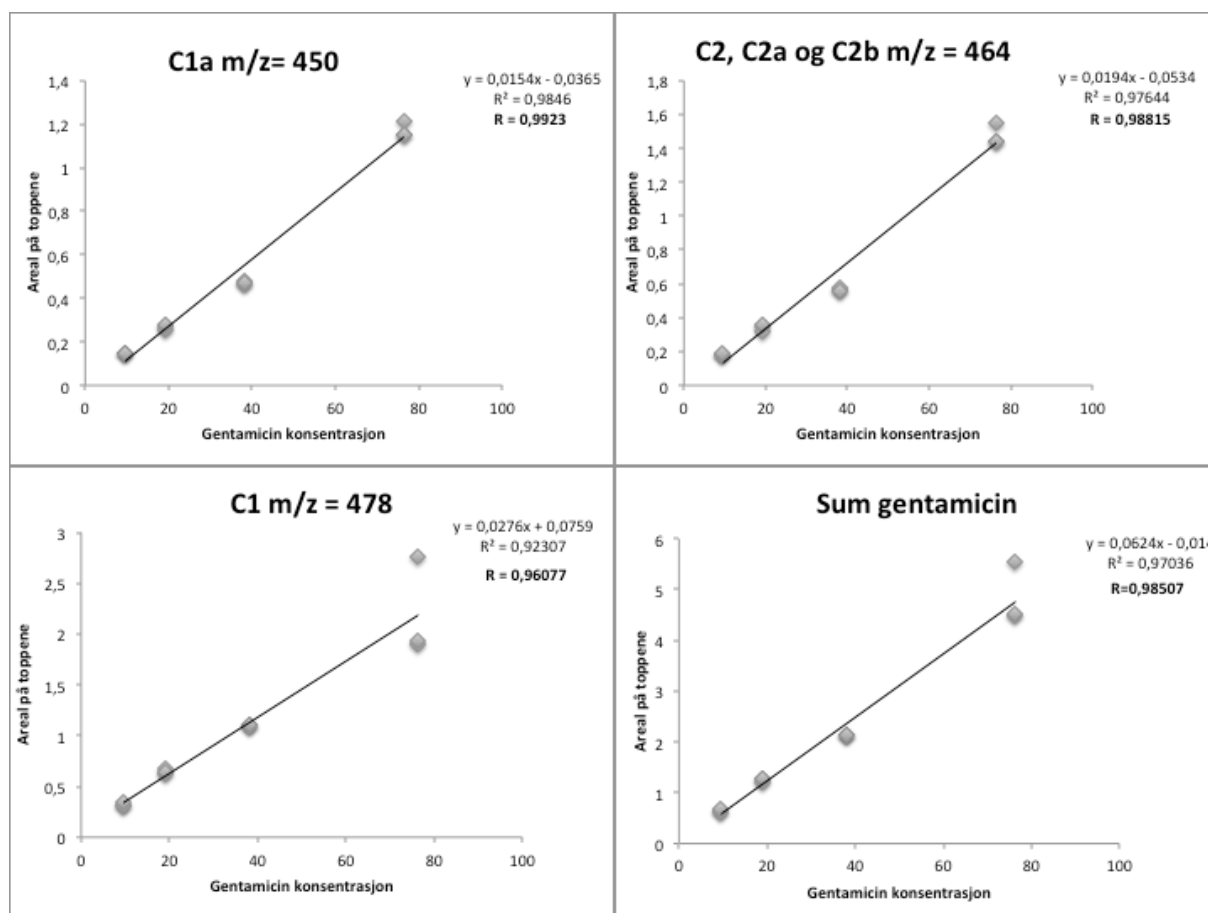 C1a m/z= 450
y = 0,0154x - 0,0365
R² = 0,9846
R = 0,9923
1,4
1,2
1
0,8
0,6
0,4
0,2
0
Areal på toppene
0 20 40 60 80 100
Gentamicin konsentrasjon
C2, C2a og C2b m/z = 464
y = 0,0194x - 0,0534
R² = 0,97644
R = 0,98815
1,8
1,6
1,4
1,2
1
0,8
0,6
0,4
0,2
0
Areal på toppene
0 20 40 60 80 100
Gentamicin konsentrasjon
C1 m/z = 478
y = 0,0276x + 0,0759
R² = 0,92307
R = 0,96077
3
2,5
2
1,5
1
0,5
0
Areal på toppene
0 20 40 60 80 100
Gentamicin konsentrasjon
Sum gentamicin
y = 0,0624x -
R² = 0,97036
R=0,98507
6
5
4
3
2
1
0
Areal på toppene
0 20 40 60 80 100
Gentamicin konsentrasjon